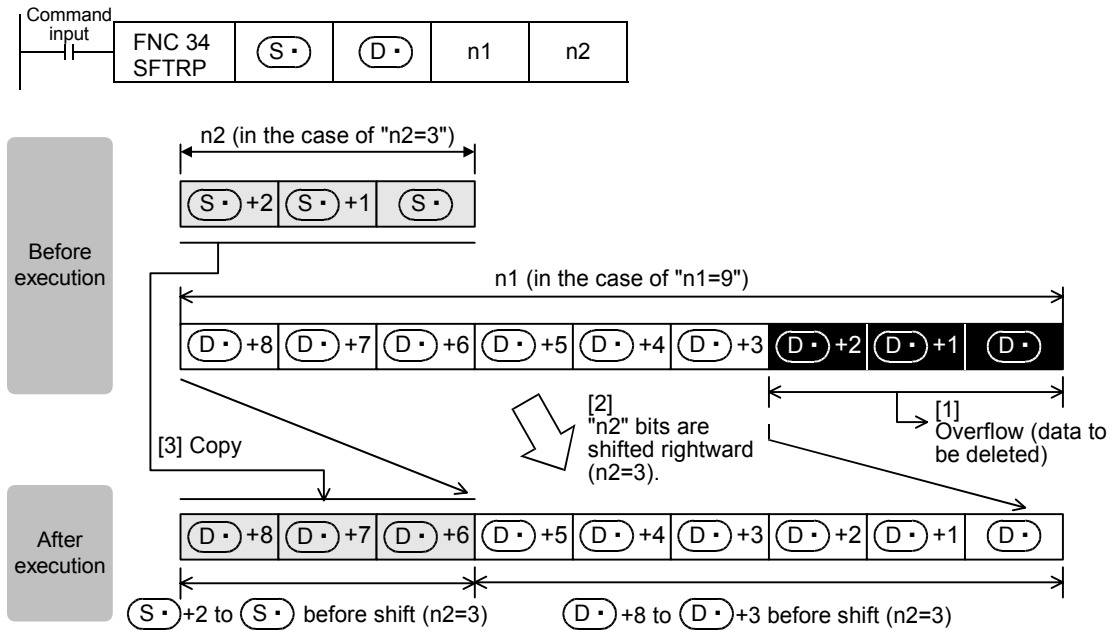 Command
input
FNC 34
SFTRP
S·
D·
n1
n2
n2 (in the case of "n2=3")
S· +2 S· +1 S·
Before
execution
n1 (in the case of "n1=9")
D· +8 D· +7 D· +6 D· +5 D· +4 D· +3 D· +2 D· +1 D·
[3] Copy
[2]
"n2" bits are
shifted rightward
(n2=3).
[1]
Overflow (data to
be deleted)
After
execution
D· +8 D· +7 D· +6 D· +5 D· +4 D· +3 D· +2 D· +1 D·
S· +2 to S· before shift (n2=3)
D· +8 to D· +3 before shift (n2=3)